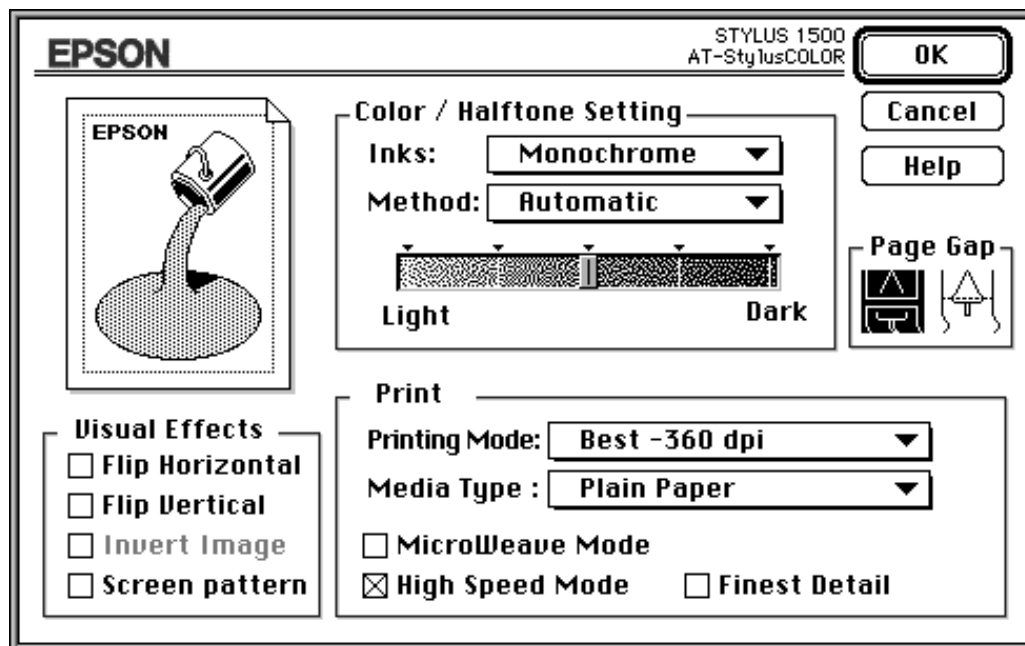 EPSON
STYLUS 1500
AT-StylusCOLOR
OK
Cancel
Help
EPSON
Color / Halftone Setting
Inks: Monochrome
Method: Automatic
Light Dark
Page Gap
Visual Effects
Flip Horizontal
Flip Vertical
Invert Image
Screen pattern
Print
Printing Mode: Best -360 dpi
Media Type : Plain Paper
MicroWeave Mode
High Speed Mode Finest Detail